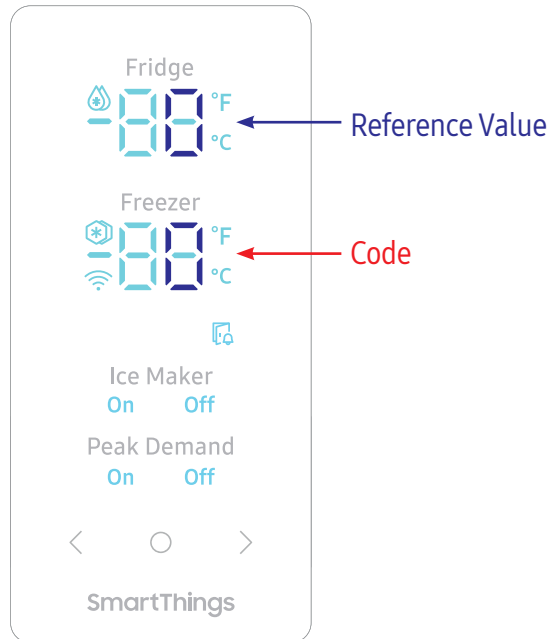 Fridge
°F
°C
Reference Value
Freezer
°F
°C
Code
Ice Maker
On Off
Peak Demand
On Off
SmartThings